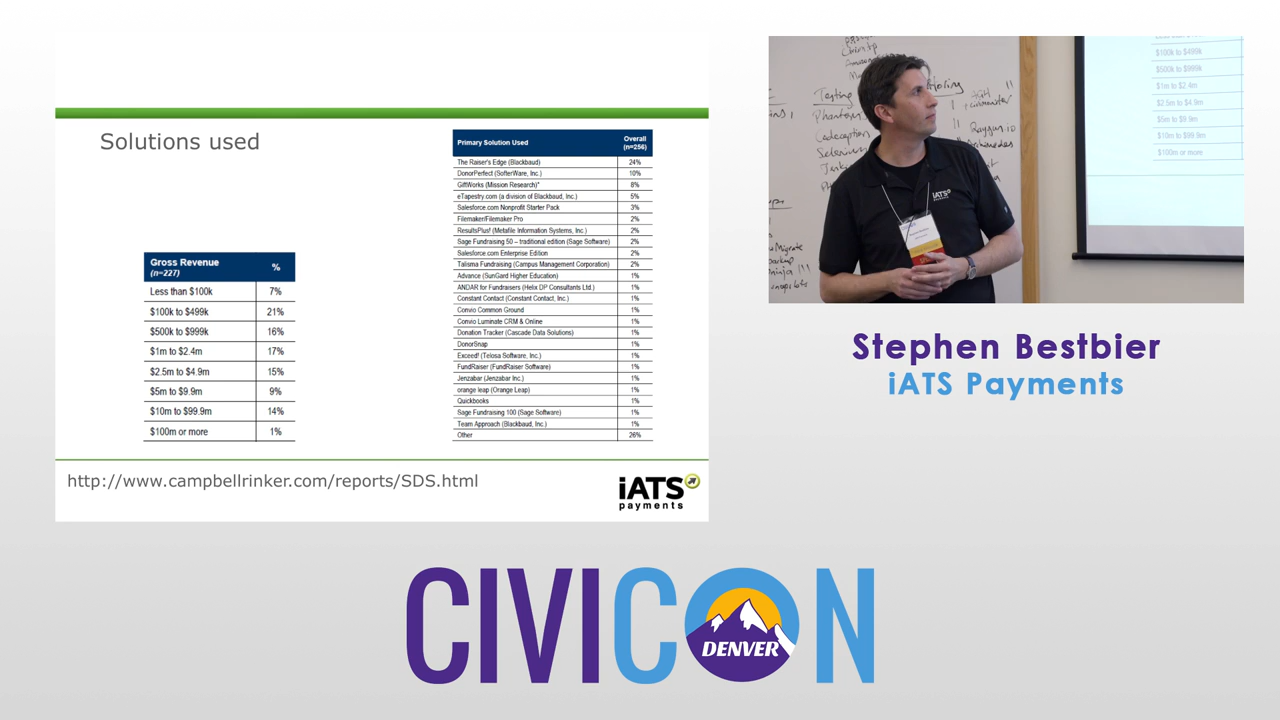 Solutions used
Gross Revenue (n=227) %
Less than $100k 7%
$100k to $499k 21%
$500k to $999k 16%
$1m to $2.4m 17%
$2.5m to $4.9m 15%
$5m to $9.9m 9%
$10m to $99.9m 14%
$100m or more 1%
Primary Solution Used Overall (n=256)
The Raiser's Edge (Blackbaud) 24%
DonorPerfect (SofterWare, Inc.) 10%
GiftWorks (Mission Research)* 8%
eTapestry.com (a division of Blackbaud, Inc.) 5%
Salesforce.com Nonprofit Starter Pack 3%
Filemaker/Filemaker Pro 2%
ResultsPlus! (Metafile Information Systems, Inc.) 2%
Sage Fundraising 50 – traditional edition (Sage Software) 2%
Salesforce.com Enterprise Edition 2%
Talisma Fundraising (Campus Management Corporation) 2%
Advance (SunGard Higher Education) 1%
ANDAR for Fundraisers (Helix DP Consultants Ltd.) 1%
Constant Contact (Constant Contact, Inc.) 1%
Convio Common Ground 1%
Convio Luminate CRM & Online 1%
Donation Tracker (Cascade Data Solutions) 1%
DonorSnap 1%
Exceed! (Telosa Software, Inc.) 1%
FundRaiser (FundRaiser Software) 1%
Jenzabar (Jenzabar Inc.) 1%
orange leap (Orange Leap) 1%
Quickbooks 1%
Sage Fundraising 100 (Sage Software) 1%
Team Approach (Blackbaud, Inc.) 1%
Other 26%
http://www.campbellrinker.com/reports/SDS.html
iATS
payments
Testing
$100k to $499k
$500k to $999k
$1m to $2.4m
$2.5m to $4.9m
$5m to $9.9m
$10m to $99.9m
$100m or more
iATS
Stephen Bestbier
iATS Payments
CIVICON
DENVER